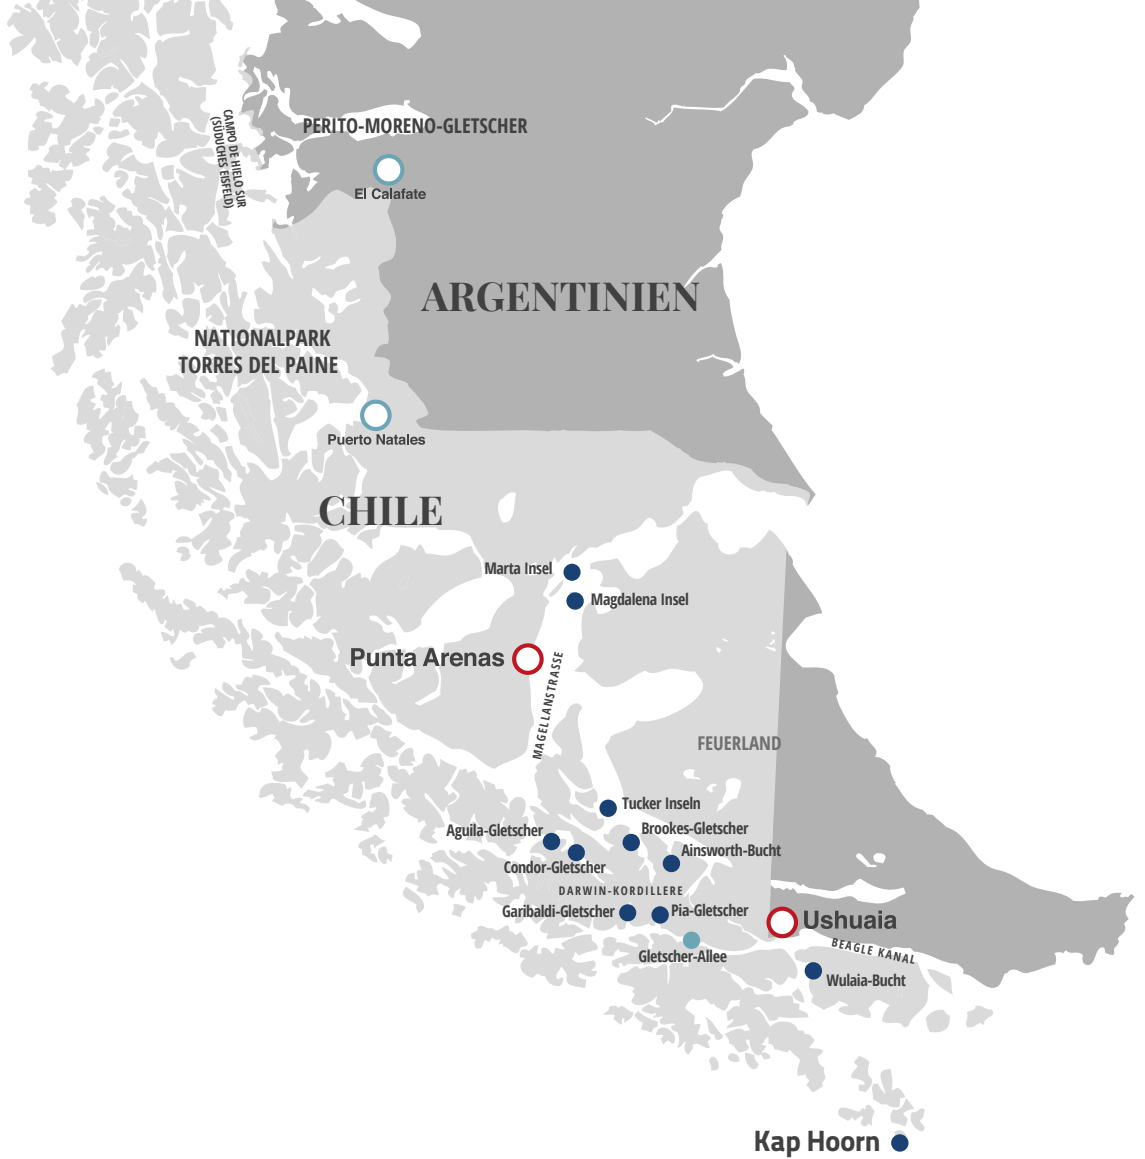 CAMPO DE HIELO SUR
(SÜDUCHES EISFELD)
PERITO-MORENO-GLETSCHER
El Calafate
ARGENTINIEN
NATIONALPARK
TORRES DEL PAINE
Puerto Natales
CHILE
Marta Insel
Magdalena Insel
Punta Arenas
MAGELLANSTRASSE
FEUERLAND
Tucker Inseln
Aguila-Gletscher
Brookes-Gletscher
Ainsworth-Bucht
Condor-Gletscher
DARWIN-KORDILLERE
Garibaldi-Gletscher
Pia-Gletscher
Ushuaia
BEAGLE KANAL
Gletscher-Allee
Wulaia-Bucht
Kap Hoorn